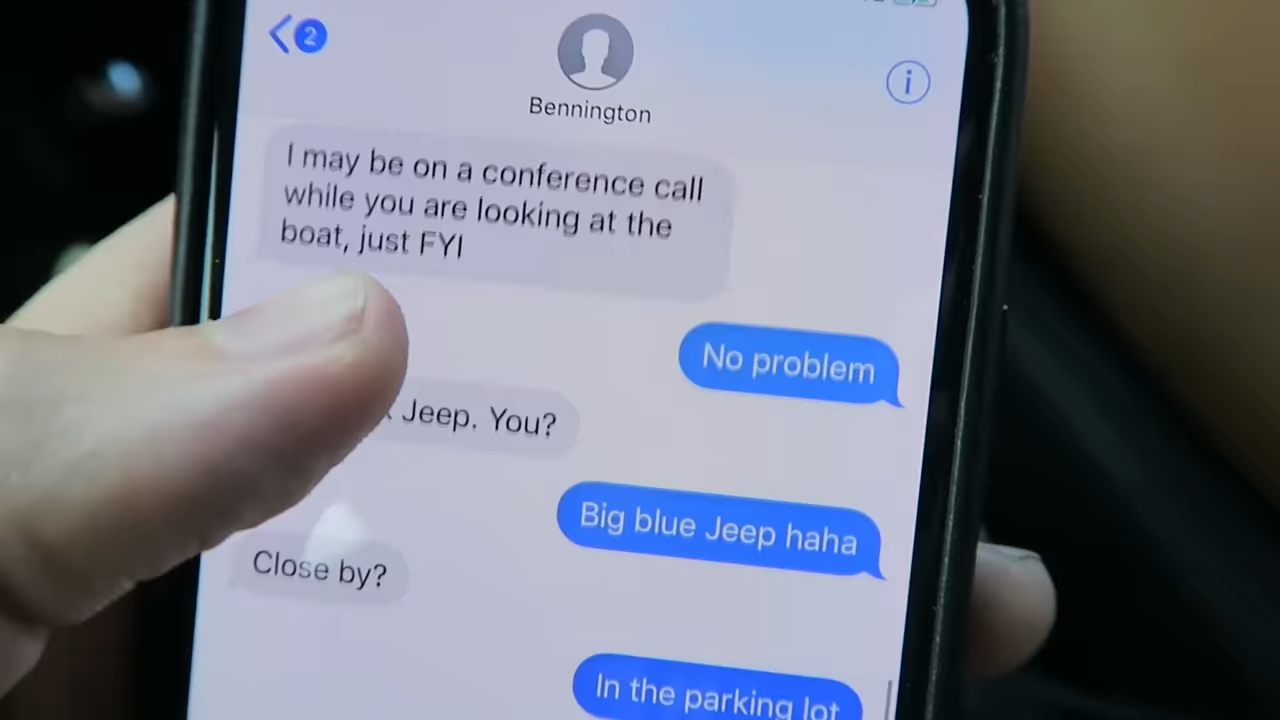 2
Bennington
I may be on a conference call
while you are looking at the
boat, just FYI
No problem
Jeep. You?
Big blue Jeep haha
Close by?
In the parking lot